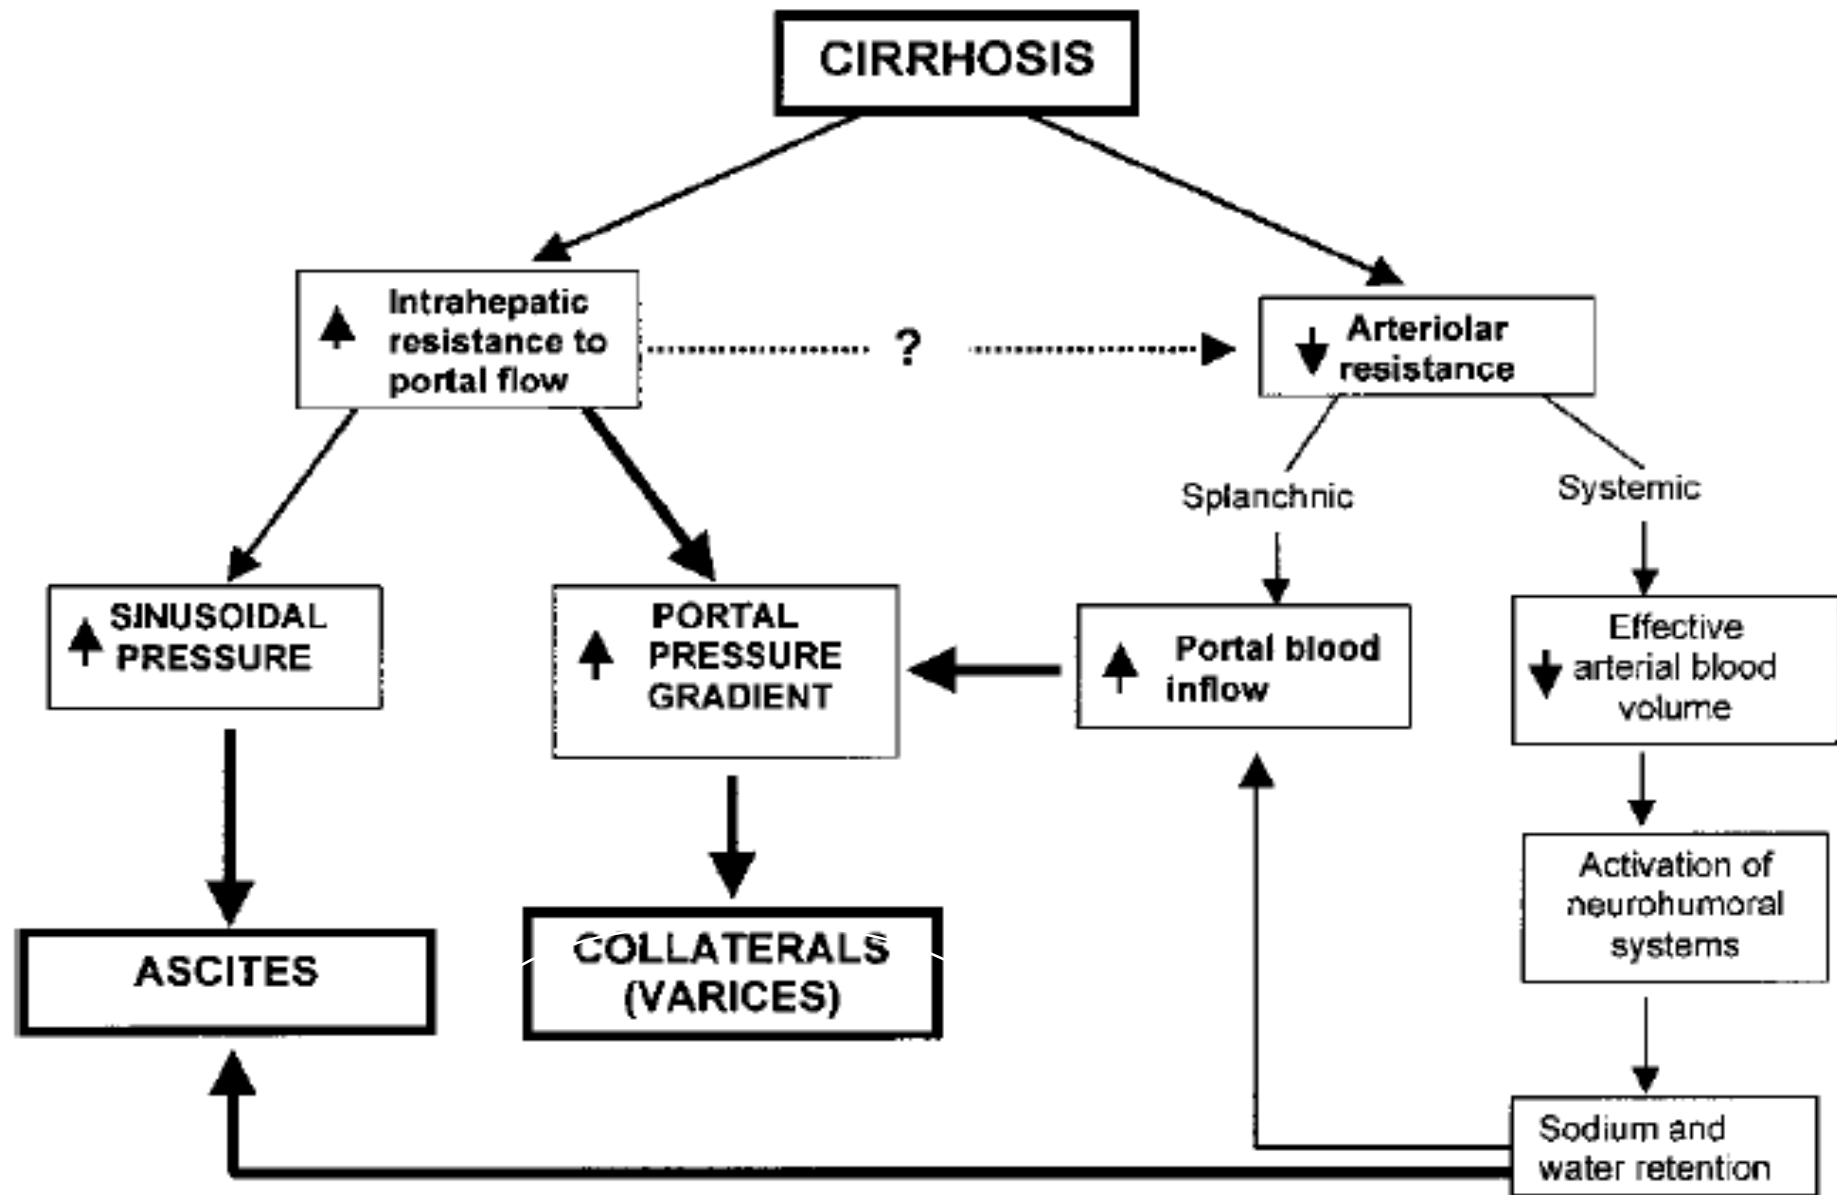 CIRRHOSIS
Intrahepatic
resistance to
portal flow
?
Arteriolar
resistance
Splanchnic
Systemic
SINUSOIDAL
PRESSURE
PORTAL
PRESSURE
GRADIENT
Portal blood
inflow
Effective
arterial blood
volume
Activation of
neurohumoral
systems
ASCITES
COLLATERALS
(VARICES)
Sodium and
water retention